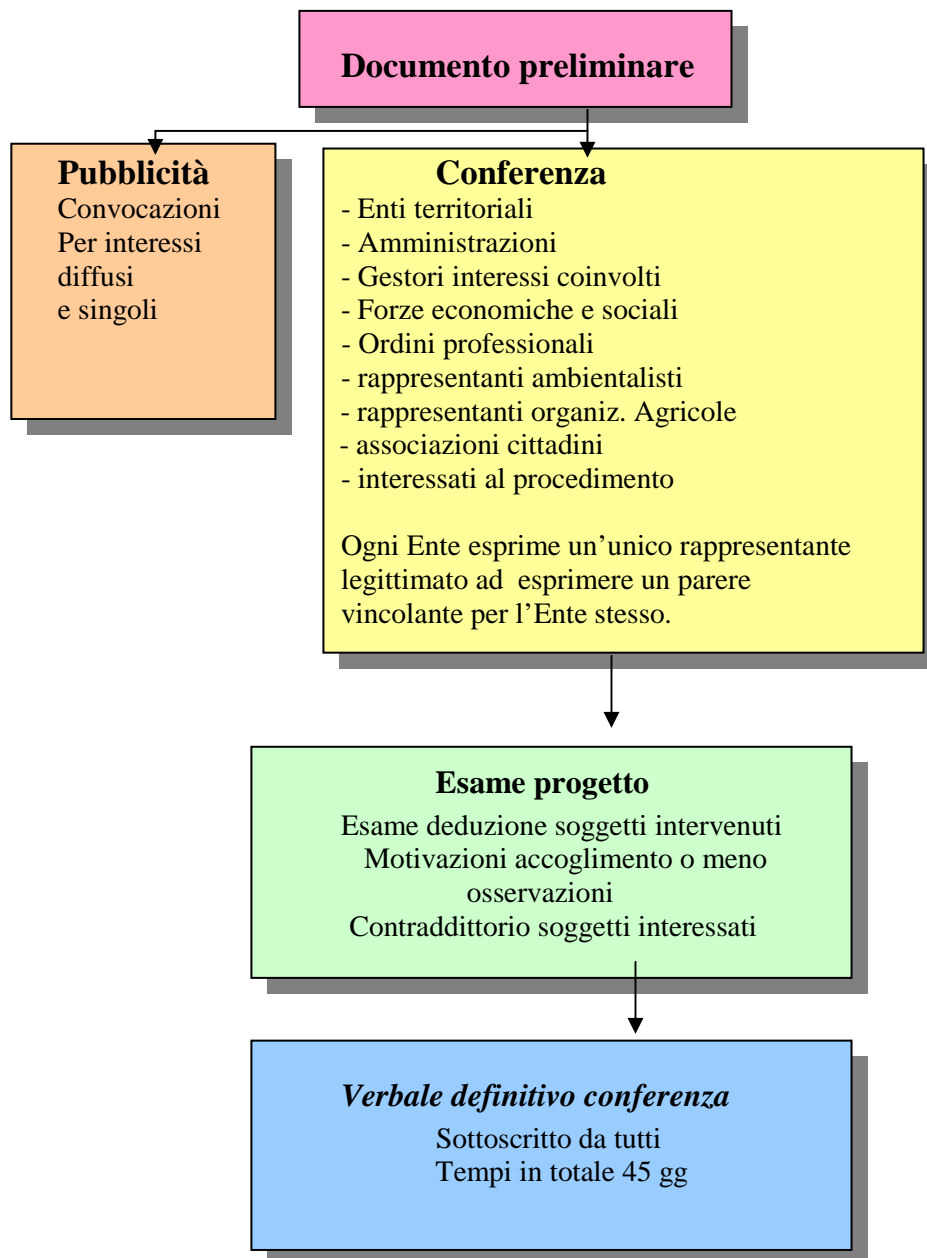 Documento preliminare
Pubblicità
Convocazioni
Per interessi
diffusi
e singoli
Conferenza
- Enti territoriali
- Amministrazioni
- Gestori interessi coinvolti
- Forze economiche e sociali
- Ordini professionali
- rappresentanti ambientalisti
- rappresentanti organiz. Agricole
- associazioni cittadini
- interessati al procedimento
Ogni Ente esprime un’unico rappresentante
legittimato ad esprimere un parere
vincolante per l’Ente stesso.
Esame progetto
Esame deduzione soggetti intervenuti
Motivazioni accoglimento o meno
osservazioni
Contraddittorio soggetti interessati
Verbale definitivo conferenza
Sottoscritto da tutti
Tempi in totale 45 gg